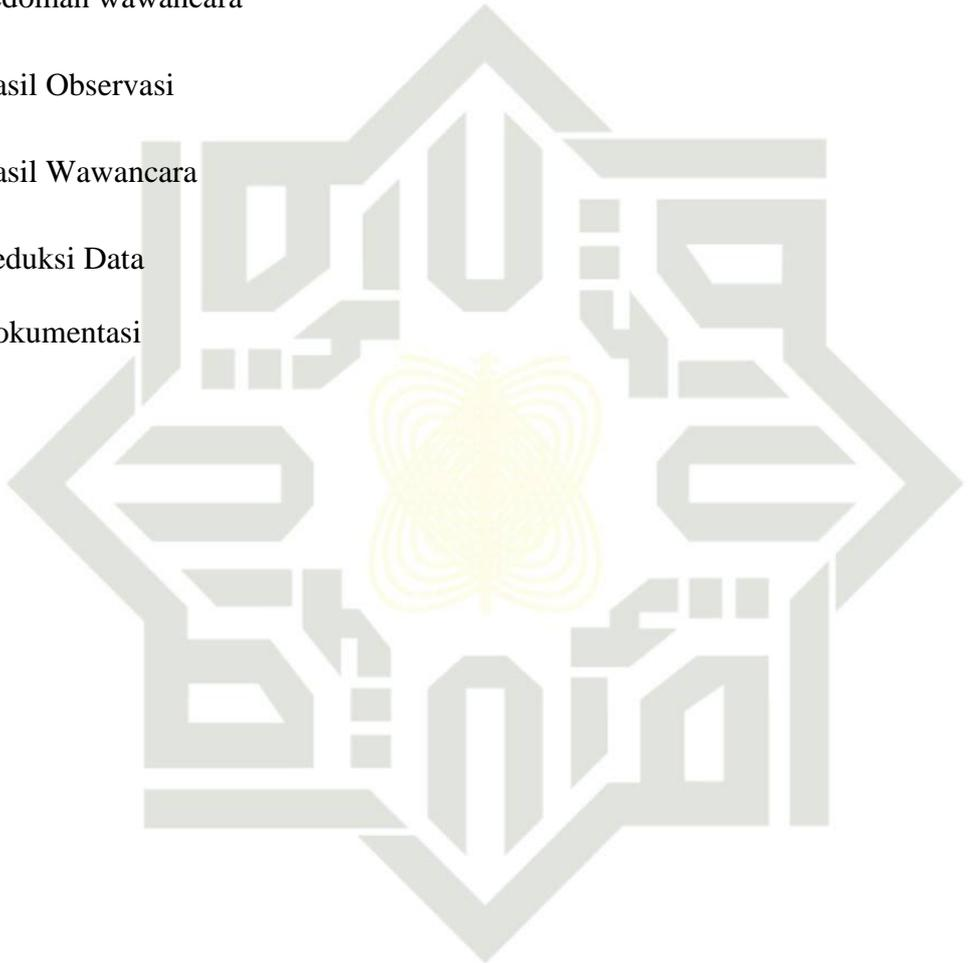 edoman wawancara
asil Observasi
asil Wawancara
eduksi Data
okumentasi